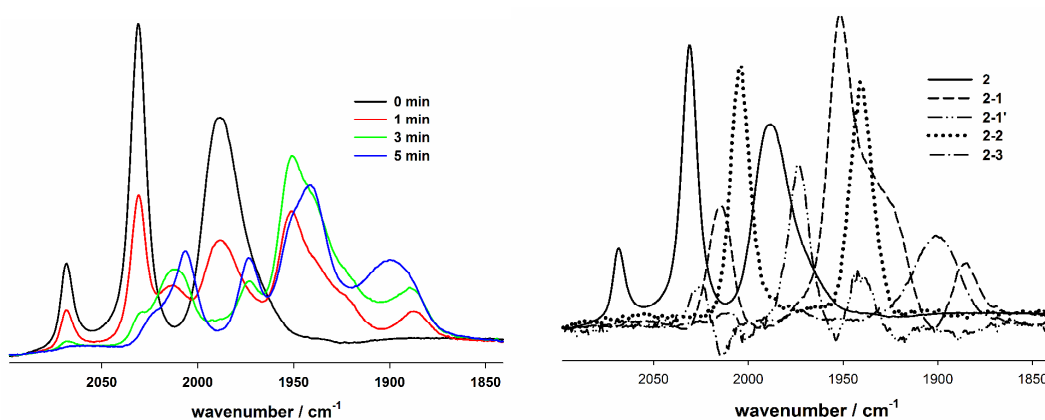 0 min
1 min
3 min
5 min
2050 2000 1950 1900 1850
wavenumber / cm⁻¹
2
2-1
2-1'
2-2
2-3
2050 2000 1950 1900 1850
wavenumber / cm⁻¹